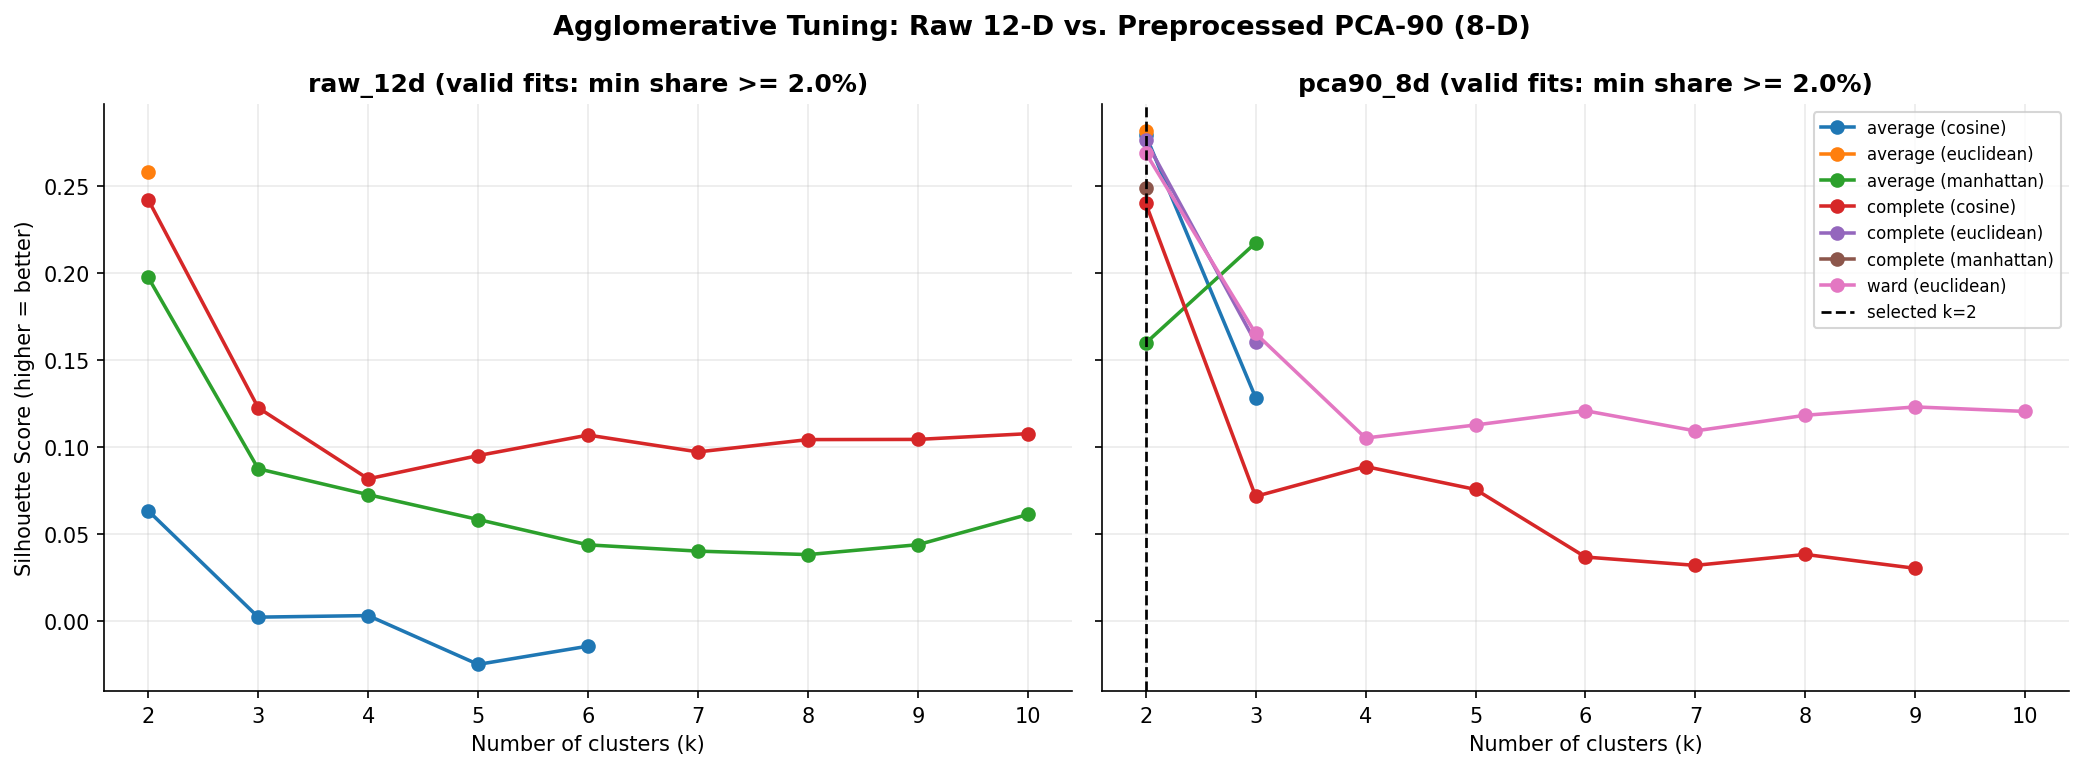 Agglomerative Tuning: Raw 12-D vs. Preprocessed PCA-90 (8-D)
raw_12d (valid fits: min share >= 2.0%)
Silhouette Score (higher = better)
0.25
0.20
0.15
0.10
0.05
0.00
2 3 4 5 6 7 8 9 10
Number of clusters (k)
pca90_8d (valid fits: min share >= 2.0%)
average (cosine)
average (euclidean)
average (manhattan)
complete (cosine)
complete (euclidean)
complete (manhattan)
ward (euclidean)
selected k=2
2 3 4 5 6 7 8 9 10
Number of clusters (k)